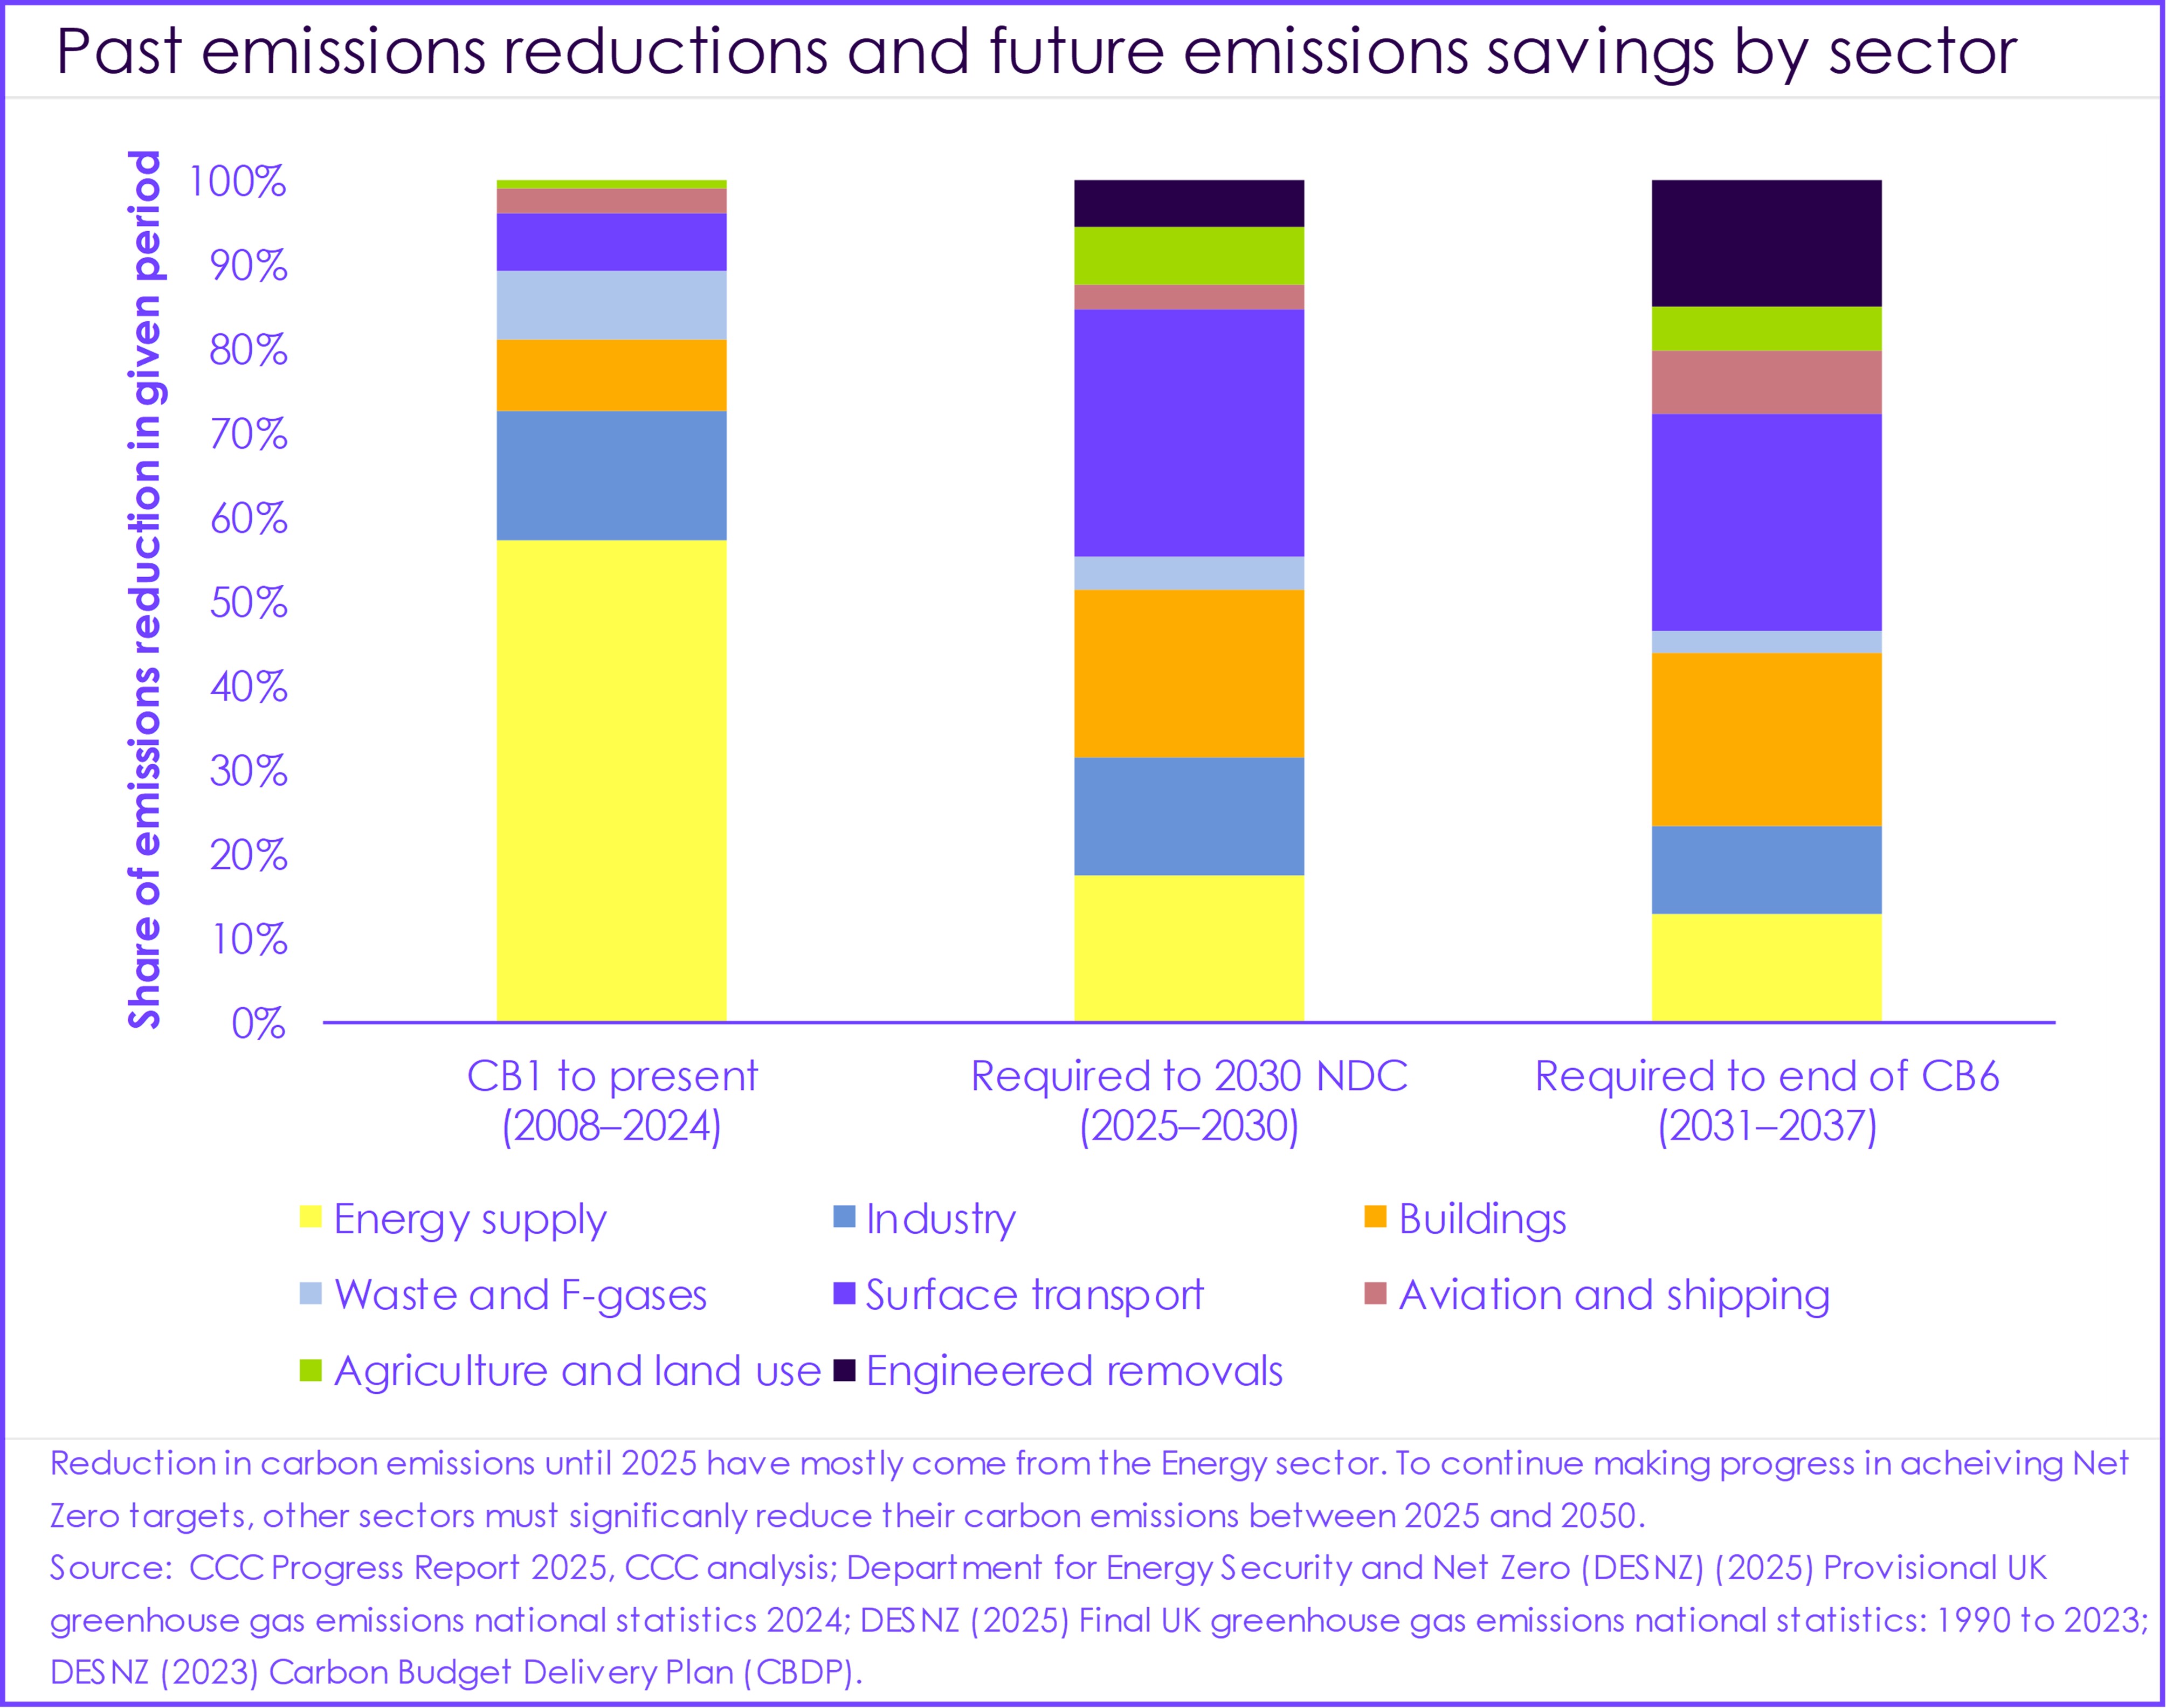 Past emissions reductions and future emissions savings by sector
Share of emissions reduction in given period
100%
90%
80%
70%
60%
50%
40%
30%
20%
10%
0%
CB1 to present
(2008–2024)
Required to 2030 NDC
(2025–2030)
Required to end of CB6
(2031–2037)
Energy supply
Industry
Buildings
Waste and F-gases
Surface transport
Aviation and shipping
Agriculture and land use
Engineered removals
Reduction in carbon emissions until 2025 have mostly come from the Energy sector. To continue making progress in acheiving Net
Zero targets, other sectors must significanly reduce their carbon emissions between 2025 and 2050.
Source: CCC Progress Report 2025, CCC analysis; Department for Energy Security and Net Zero (DESNZ) (2025) Provisional UK
greenhouse gas emissions national statistics 2024; DESNZ (2025) Final UK greenhouse gas emissions national statistics: 1990 to 2023;
DESNZ (2023) Carbon Budget Delivery Plan (CBDP).